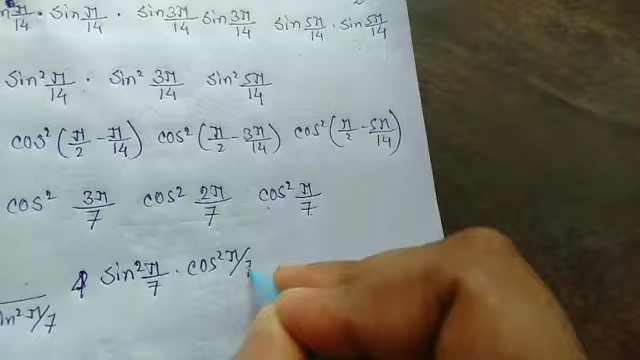 sin π/14 · sin π/14 · sin 3π/14 sin 3π/14 sin 5π/14 · sin 5π/14
sin² π/14 · sin² 3π/14 sin² 5π/14
cos² (π/2 - π/14) cos² (π/2 - 3π/14) cos² (π/2 - 5π/14)
cos² 3π/7 cos² 2π/7 cos² π/7
4 sin² π/7 · cos² π/7
sin² π/7